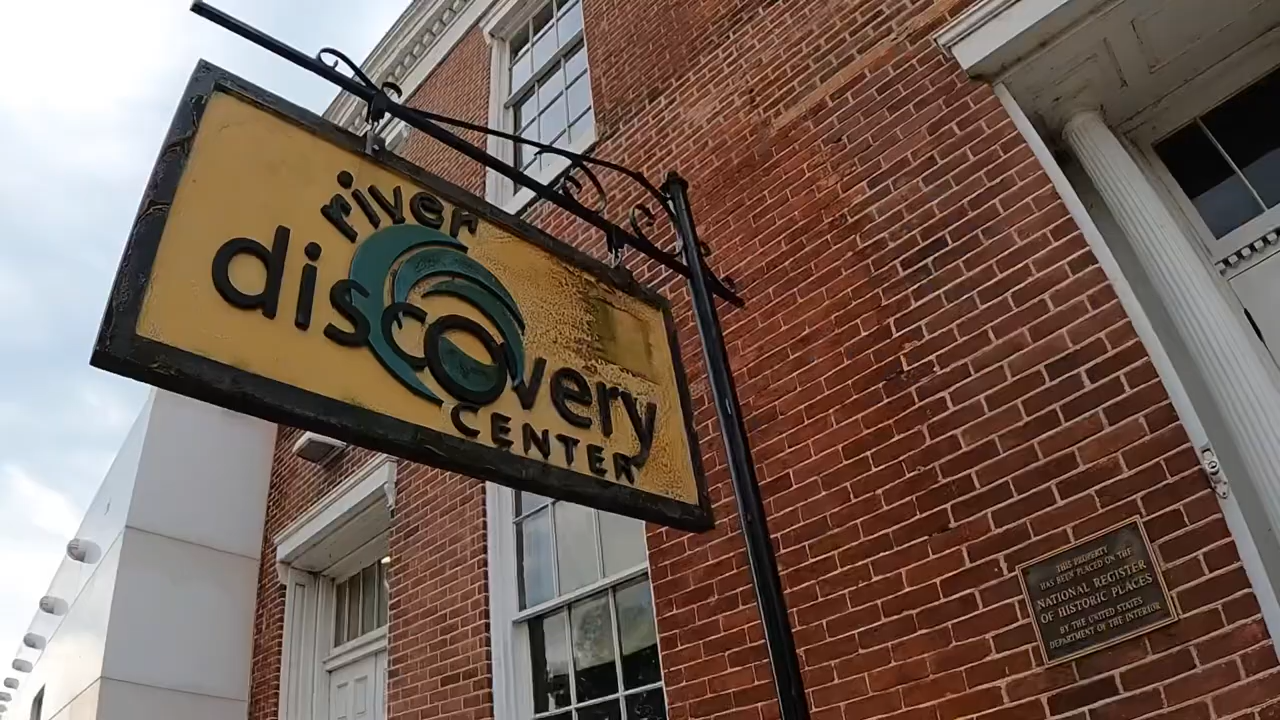 river
discovery
CENTER
THIS PROPERTY
HAS BEEN PLACED ON THE
NATIONAL REGISTER
OF HISTORIC PLACES
BY THE UNITED STATES
DEPARTMENT OF THE INTERIOR